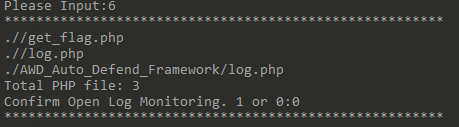 Please Input:6
*******************************************************
.//get_flag.php
.//log.php
./AWD_Auto_Defend_Framework/log.php
Total PHP file: 3
Confirm Open Log Monitoring. 1 or 0:0
*******************************************************